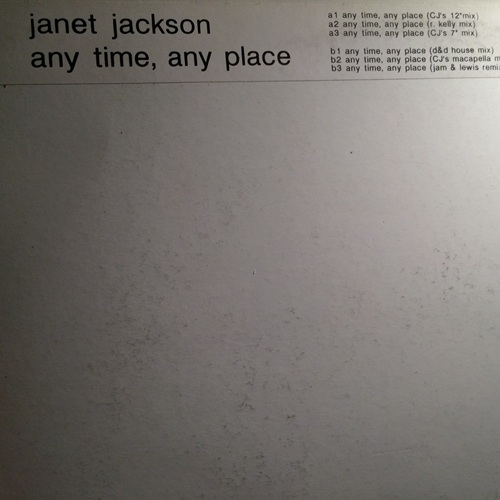 janet jackson
any time, any place
a1 any time, any place (CJ's 12" mix)
a2 any time, any place (r. kelly mix)
a3 any time, any place (CJ's 7" mix)
b1 any time, any place (d&d house mix)
b2 any time, any place (CJ's macapella m
b3 any time, any place (jam & lewis remi